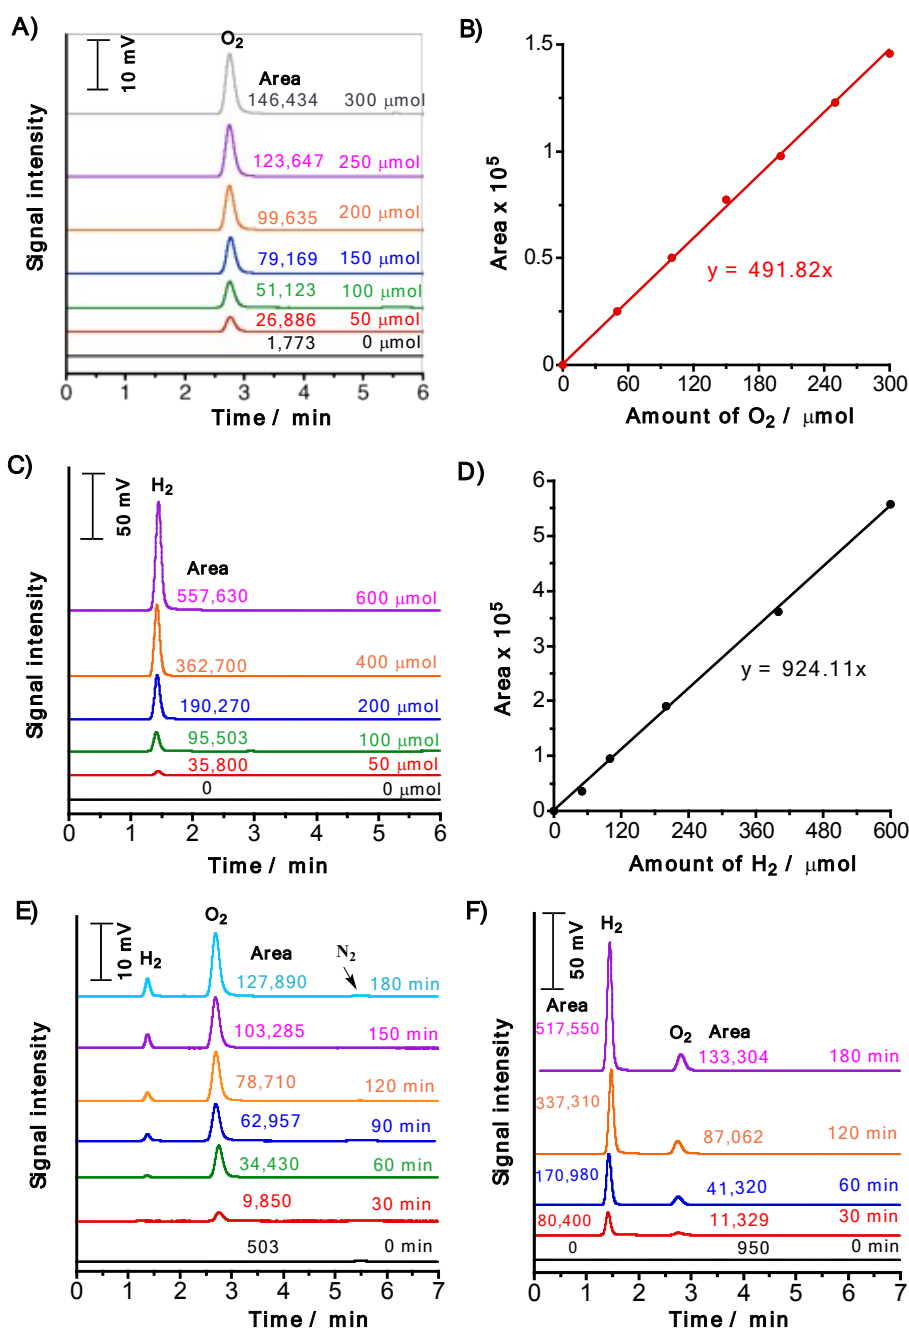 A)
10 mV
O2
Area
146,434 300 μmol
123,647 250 μmol
99,635 200 μmol
79,169 150 μmol
51,123 100 μmol
26,886 50 μmol
1,773 0 μmol
Signal intensity
0 1 2 3 4 5 6
Time / min
B)
1.5
1
0.5
0
Area x 10^5
y = 491.82x
0 60 120 180 240 300
Amount of O2 / μmol
C)
50 mV
H2
Area
557,630 600 μmol
362,700 400 μmol
190,270 200 μmol
95,503 100 μmol
35,800 50 μmol
0 0 μmol
Signal intensity
0 1 2 3 4 5 6
Time / min
D)
6
5
4
3
2
1
0
Area x 10^5
y = 924.11x
0 120 240 360 480 600
Amount of H2 / μmol
E)
10 mV
H2
O2
Area
N2
127,890 180 min
103,285 150 min
78,710 120 min
62,957 90 min
34,430 60 min
9,850 30 min
503 0 min
Signal intensity
0 1 2 3 4 5 6 7
Time / min
F)
50 mV
H2
Area
O2 Area
517,550 133,304 180 min
337,310 87,062 120 min
170,980 41,320 60 min
80,400 11,329 30 min
0 950 0 min
Signal intensity
0 1 2 3 4 5 6 7
Time / min